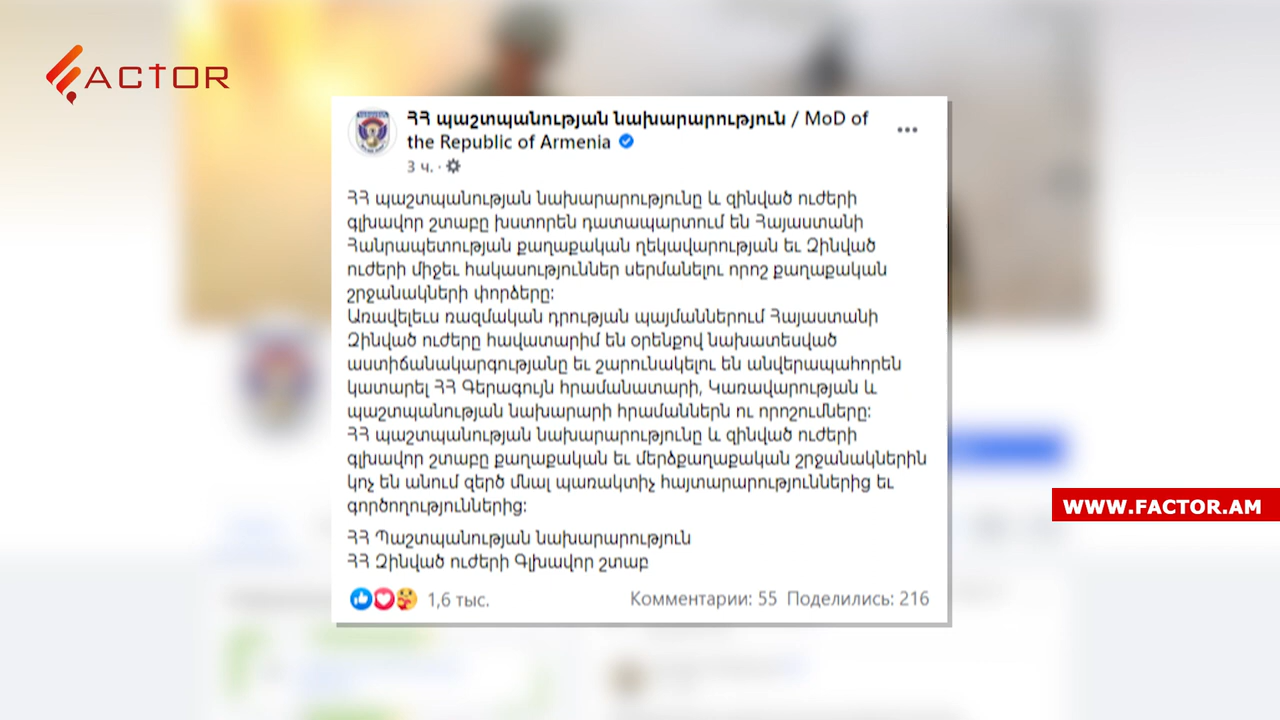 ACTOR
ՀՀ պաշտպանության նախարարություն / MoD of
the Republic of Armenia
3 ч. ·
ՀՀ պաշտպանության նախարարությունը և զինված ուժերի
գլխավոր շտաբը խստորեն դատապարտում են Հայաստանի
Հանրապետության քաղաքական ղեկավարության եւ Զինված
ուժերի միջեւ հակասություններ սերմանելու որոշ քաղաքական
շրջանակների փորձերը:
Առավելեւս ռազմական դրության պայմաններում Հայաստանի
Զինված ուժերը հավատարիմ են օրենքով նախատեսված
աստիճանակարգությանը եւ շարունակելու են անվերապահորեն
կատարել ՀՀ Գերագույն հրամանատարի, Կառավարության և
պաշտպանության նախարարի հրամաններն ու որոշումները:
ՀՀ պաշտպանության նախարարությունը և զինված ուժերի
գլխավոր շտաբը քաղաքական եւ մերձքաղաքական շրջանակներին
կոչ են անում զերծ մնալ պառակտիչ հայտարարություններից եւ
գործողություններից:
ՀՀ Պաշտպանության նախարարություն
ՀՀ Զինված ուժերի Գլխավոր շտաբ
1,6 тыс. Комментарии: 55 Поделились: 216
WWW.FACTOR.AM